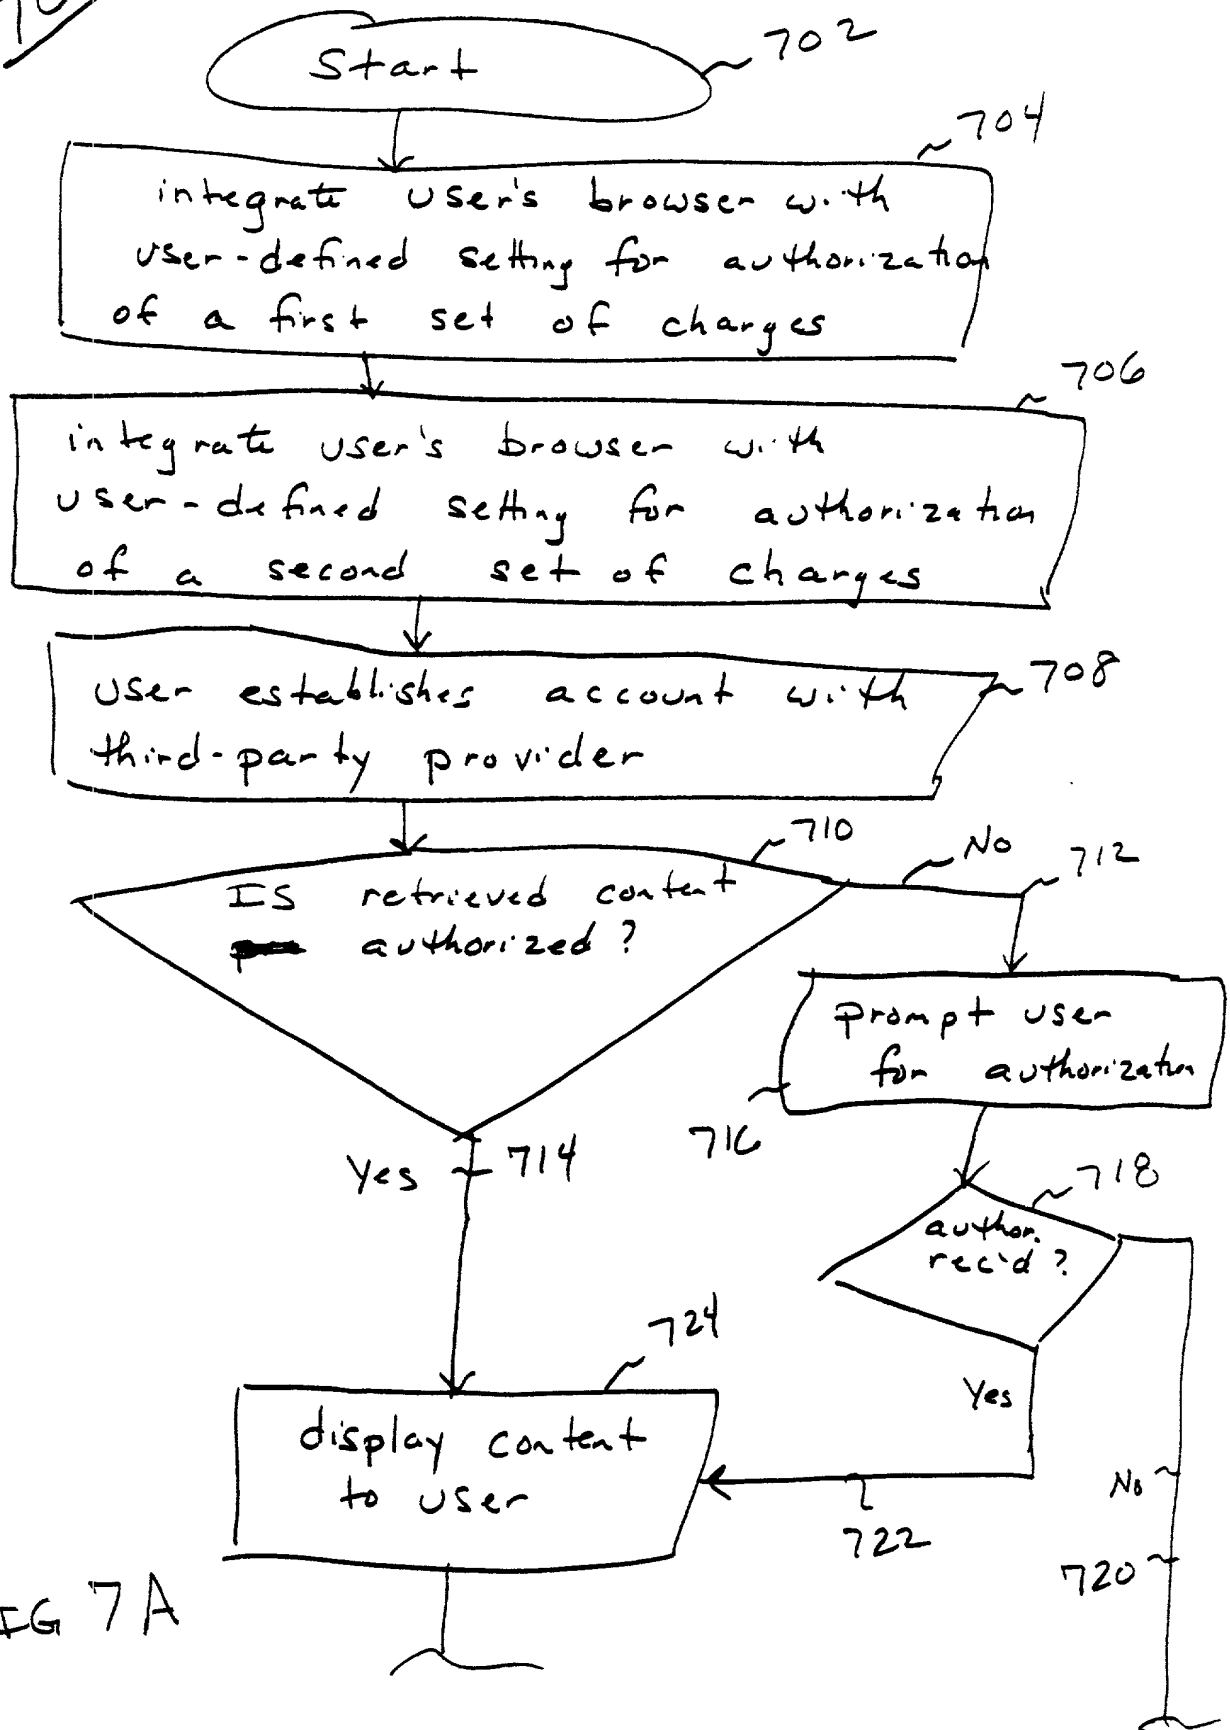 Start
702
704
integrate user's browser with
user-defined setting for authorization
of a first set of charges
706
integrate user's browser with
user-defined setting for authorization
of a second set of charges
708
user establishes account with
third-party provider
710
No
712
IS retrieved content
authorized?
prompt user
for authorization
716
Yes
714
718
author.
rec'd?
724
Yes
display content
to user
No
722
720
FIG 7A